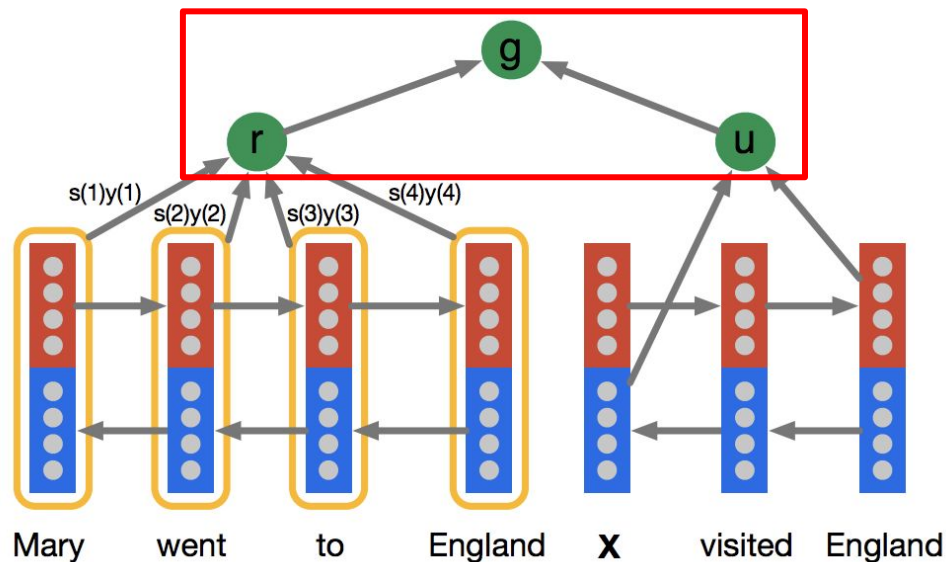 g
r
u
s(1)y(1)
s(2)y(2)
s(3)y(3)
s(4)y(4)
Mary went to England X visited England